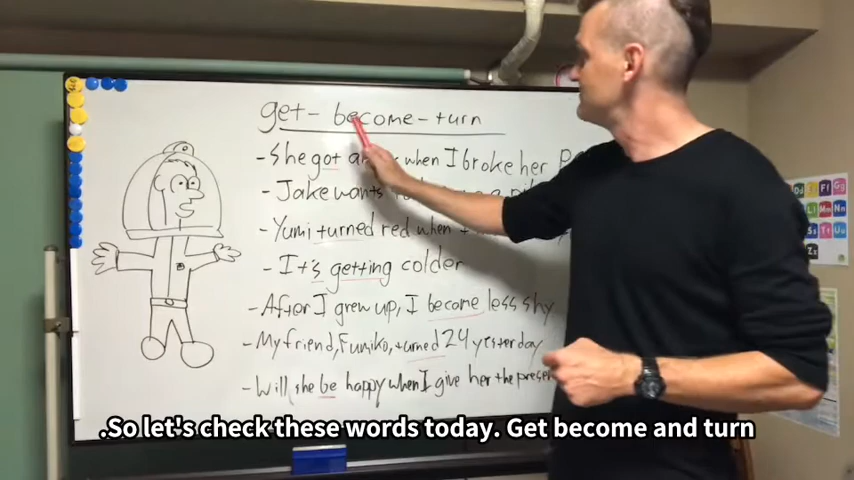 get - become - turn
- She got when I broke her
- Jake wants
- Yumi turned red when
- It's getting colder
- After I grew up, I become less shy
- My friend, Fumiko, turned 24 yesterday
- Will she be happy when I give her the present
.So let's check these words today. Get become and turn